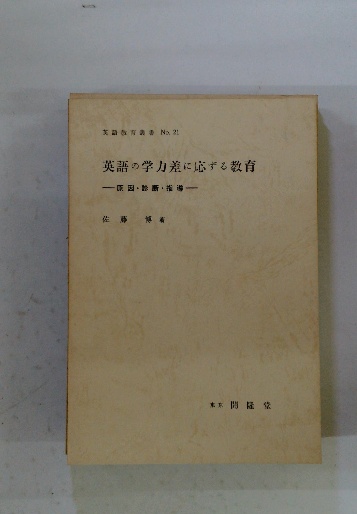 英語教育叢書 No. 21
英語の学力差に応ずる教育
──原因・診断・指導──
佐藤 博著
東京 開隆堂